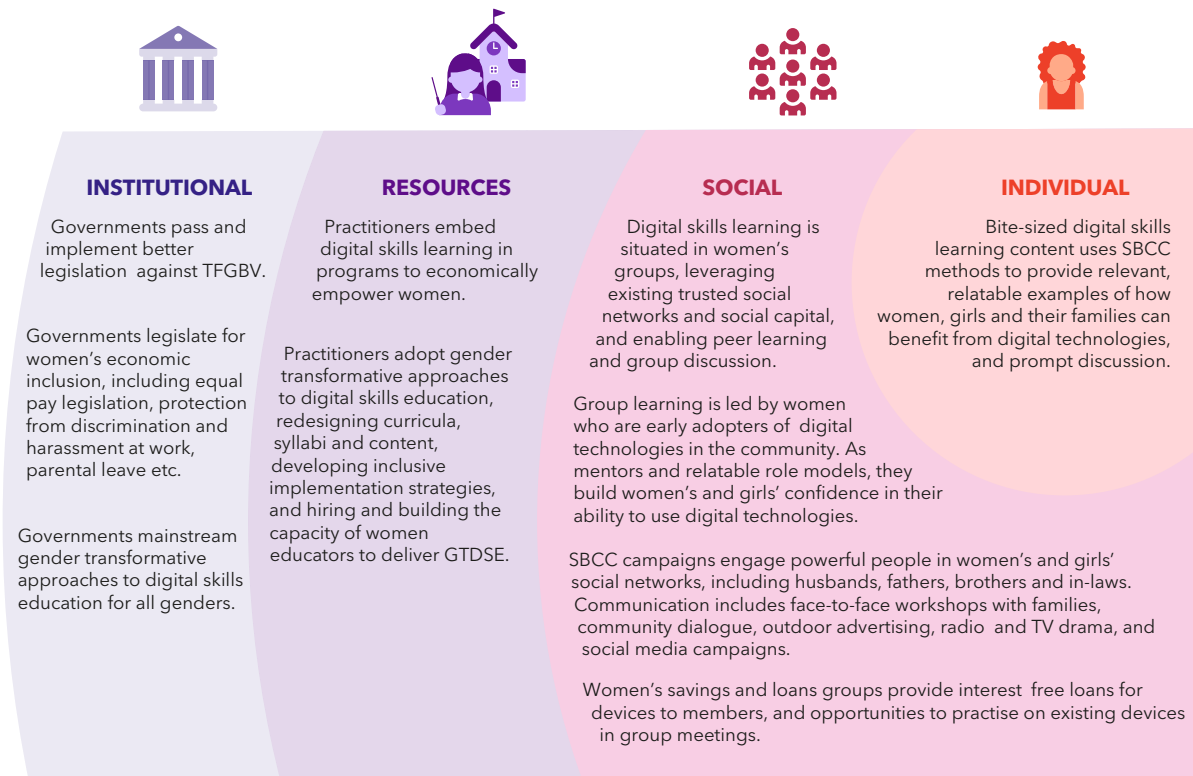 INSTITUTIONAL
Governments pass and
implement better
legislation against TFGBV.
Governments legislate for
women’s economic
inclusion, including equal
pay legislation, protection
from discrimination and
harassment at work,
parental leave etc.
Governments mainstream
gender transformative
approaches to digital skills
education for all genders.
RESOURCES
Practitioners embed
digital skills learning in
programs to economically
empower women.
Practitioners adopt gender
transformative approaches
to digital skills education,
redesigning curricula,
syllabi and content,
developing inclusive
implementation strategies,
and hiring and building the
capacity of women
educators to deliver GTDSE.
SOCIAL
Digital skills learning is
situated in women’s
groups, leveraging
existing trusted social
networks and social capital,
and enabling peer learning
and group discussion.
Group learning is led by women
who are early adopters of digital
technologies in the community. As
mentors and relatable role models, they
build women’s and girls’ confidence in their
ability to use digital technologies.
SBCC campaigns engage powerful people in women’s and girls’
social networks, including husbands, fathers, brothers and in-laws.
Communication includes face-to-face workshops with families,
community dialogue, outdoor advertising, radio and TV drama, and
social media campaigns.
Women’s savings and loans groups provide interest free loans for
devices to members, and opportunities to practise on existing devices
in group meetings.
INDIVIDUAL
Bite-sized digital skills
learning content uses SBCC
methods to provide relevant,
relatable examples of how
women, girls and their families can
benefit from digital technologies,
and prompt discussion.